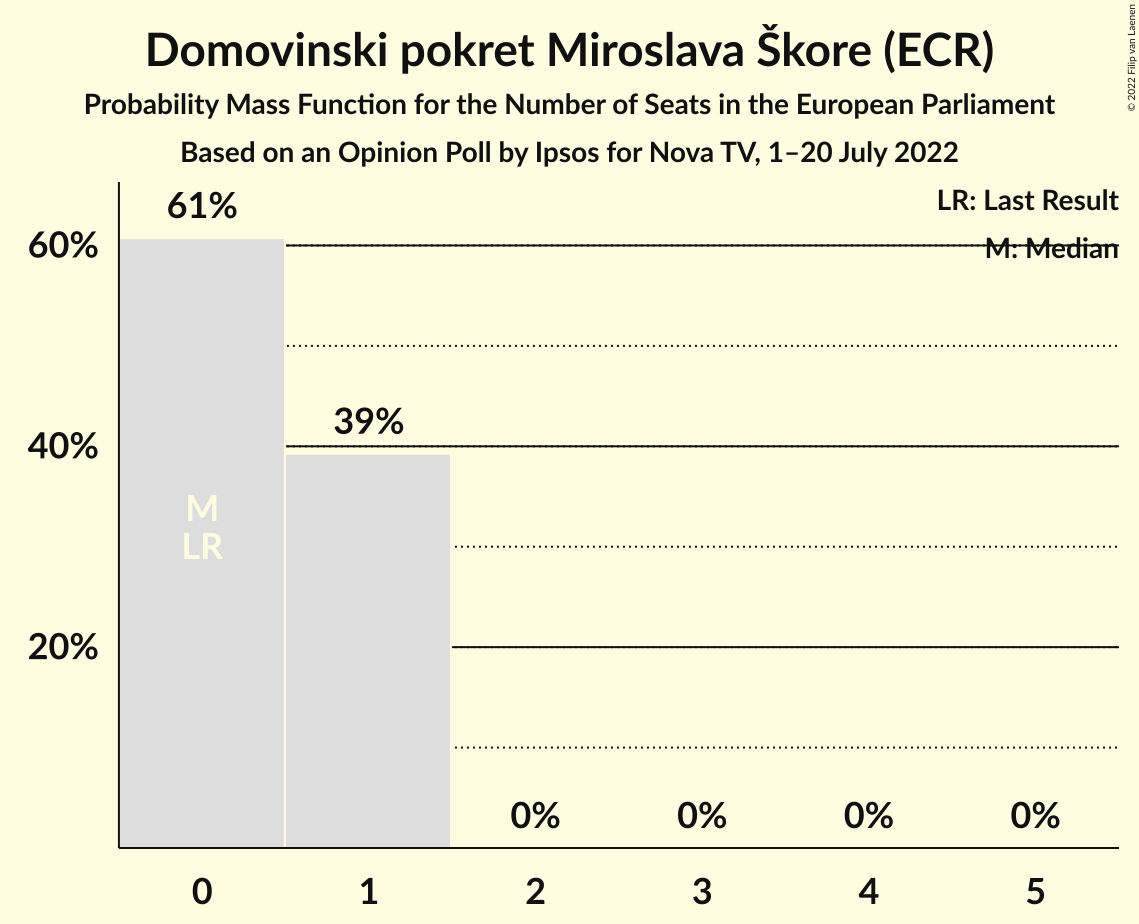 Domovinski pokret Miroslava Škore (ECR)
Probability Mass Function for the Number of Seats in the European Parliament
Based on an Opinion Poll by Ipsos for Nova TV, 1–20 July 2022
© 2022 Filip van Laenen
LR: Last Result
M: Median
61%
60%
39%
40%
M
LR
20%
0% 0% 0% 0%
0 1 2 3 4 5